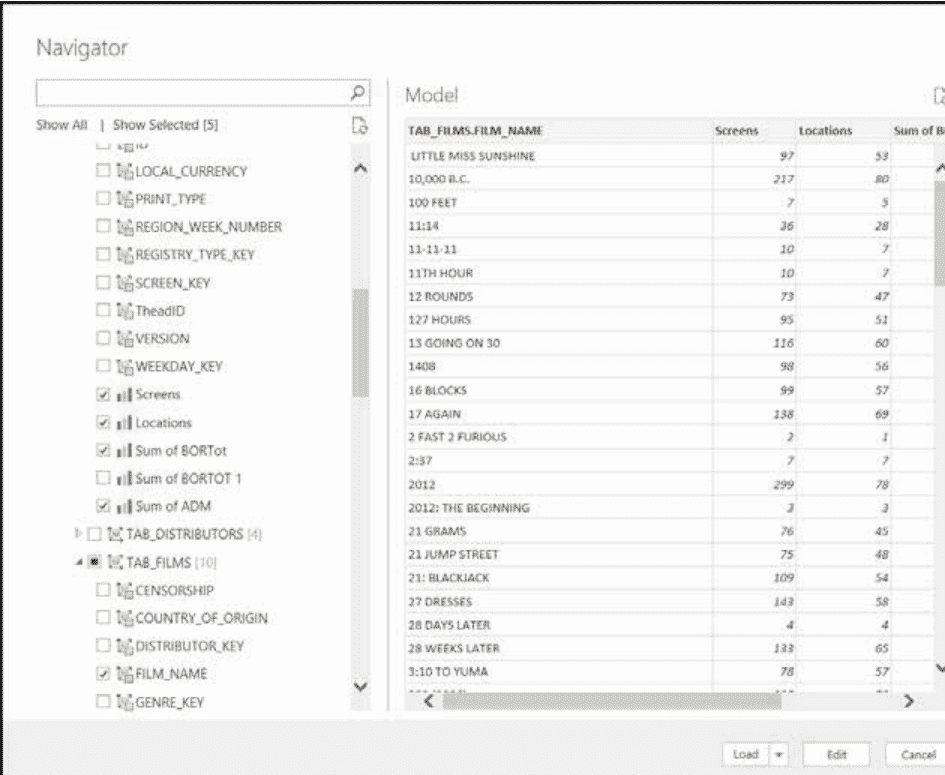 Navigator
Show All | Show Selected [5]
ID
LOCAL_CURRENCY
PRINT_TYPE
REGION_WEEK_NUMBER
REGISTRY_TYPE_KEY
SCREEN_KEY
TheadID
VERSION
WEEKDAY_KEY
Screens
Locations
Sum of BORTot
Sum of BORTOT 1
Sum of ADM
TAB_DISTRIBUTORS [4]
TAB_FILMS [10]
CENSORSHIP
COUNTRY_OF_ORIGIN
DISTRIBUTOR_KEY
FILM_NAME
GENRE_KEY
Model
TAB_FILMS.FILM_NAME Screens Locations Sum of B
LITTLE MISS SUNSHINE 97 53
10,000 B.C. 217 80
100 FEET 7 5
11:14 36 28
11-11-11 10 7
11TH HOUR 10 7
12 ROUNDS 73 47
127 HOURS 95 51
13 GOING ON 30 116 60
1408 98 56
16 BLOCKS 99 57
17 AGAIN 138 69
2 FAST 2 FURIOUS 2 1
2:37 7 7
2012 299 78
2012: THE BEGINNING 3 3
21 GRAMS 76 45
21 JUMP STREET 75 48
21: BLACKJACK 109 54
27 DRESSES 143 58
28 DAYS LATER 4 4
28 WEEKS LATER 133 65
3:10 TO YUMA 78 57
Load Edit Cancel